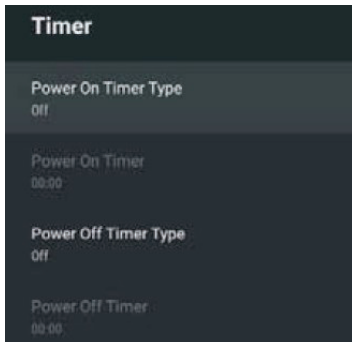 Timer
Power On Timer Type
Off
Power On Timer
00:00
Power Off Timer Type
Off
Power Off Timer
00:00